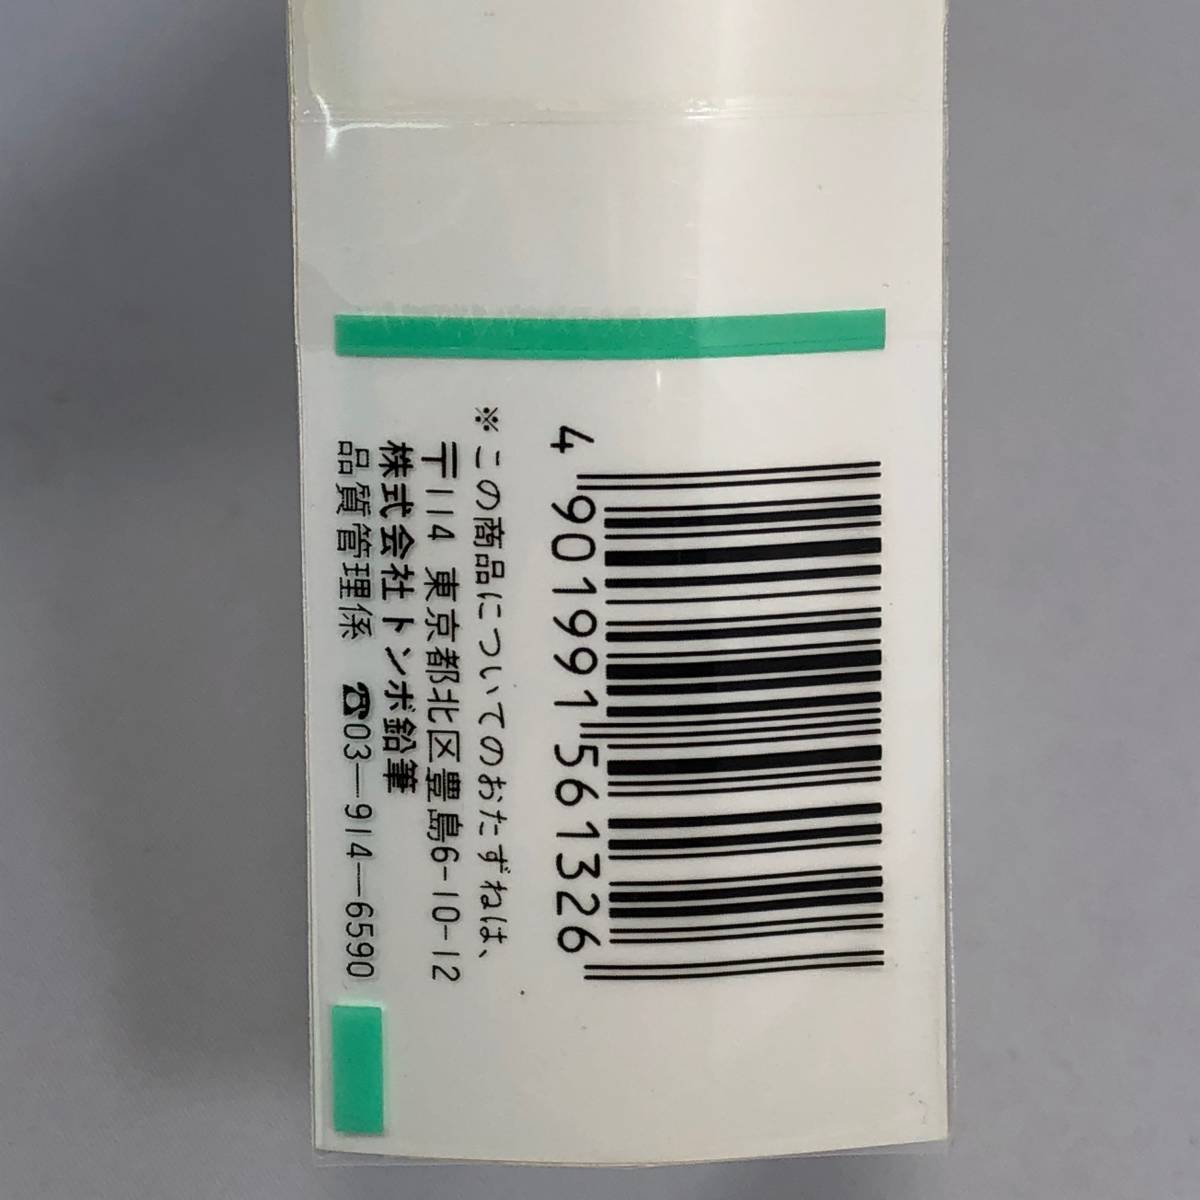 4 901991 561326
※この商品についてのおたずねは、
〒114 東京都北区豊島6-10-12
株式会社トンボ鉛筆
品質管理係 ☎03—914—6590